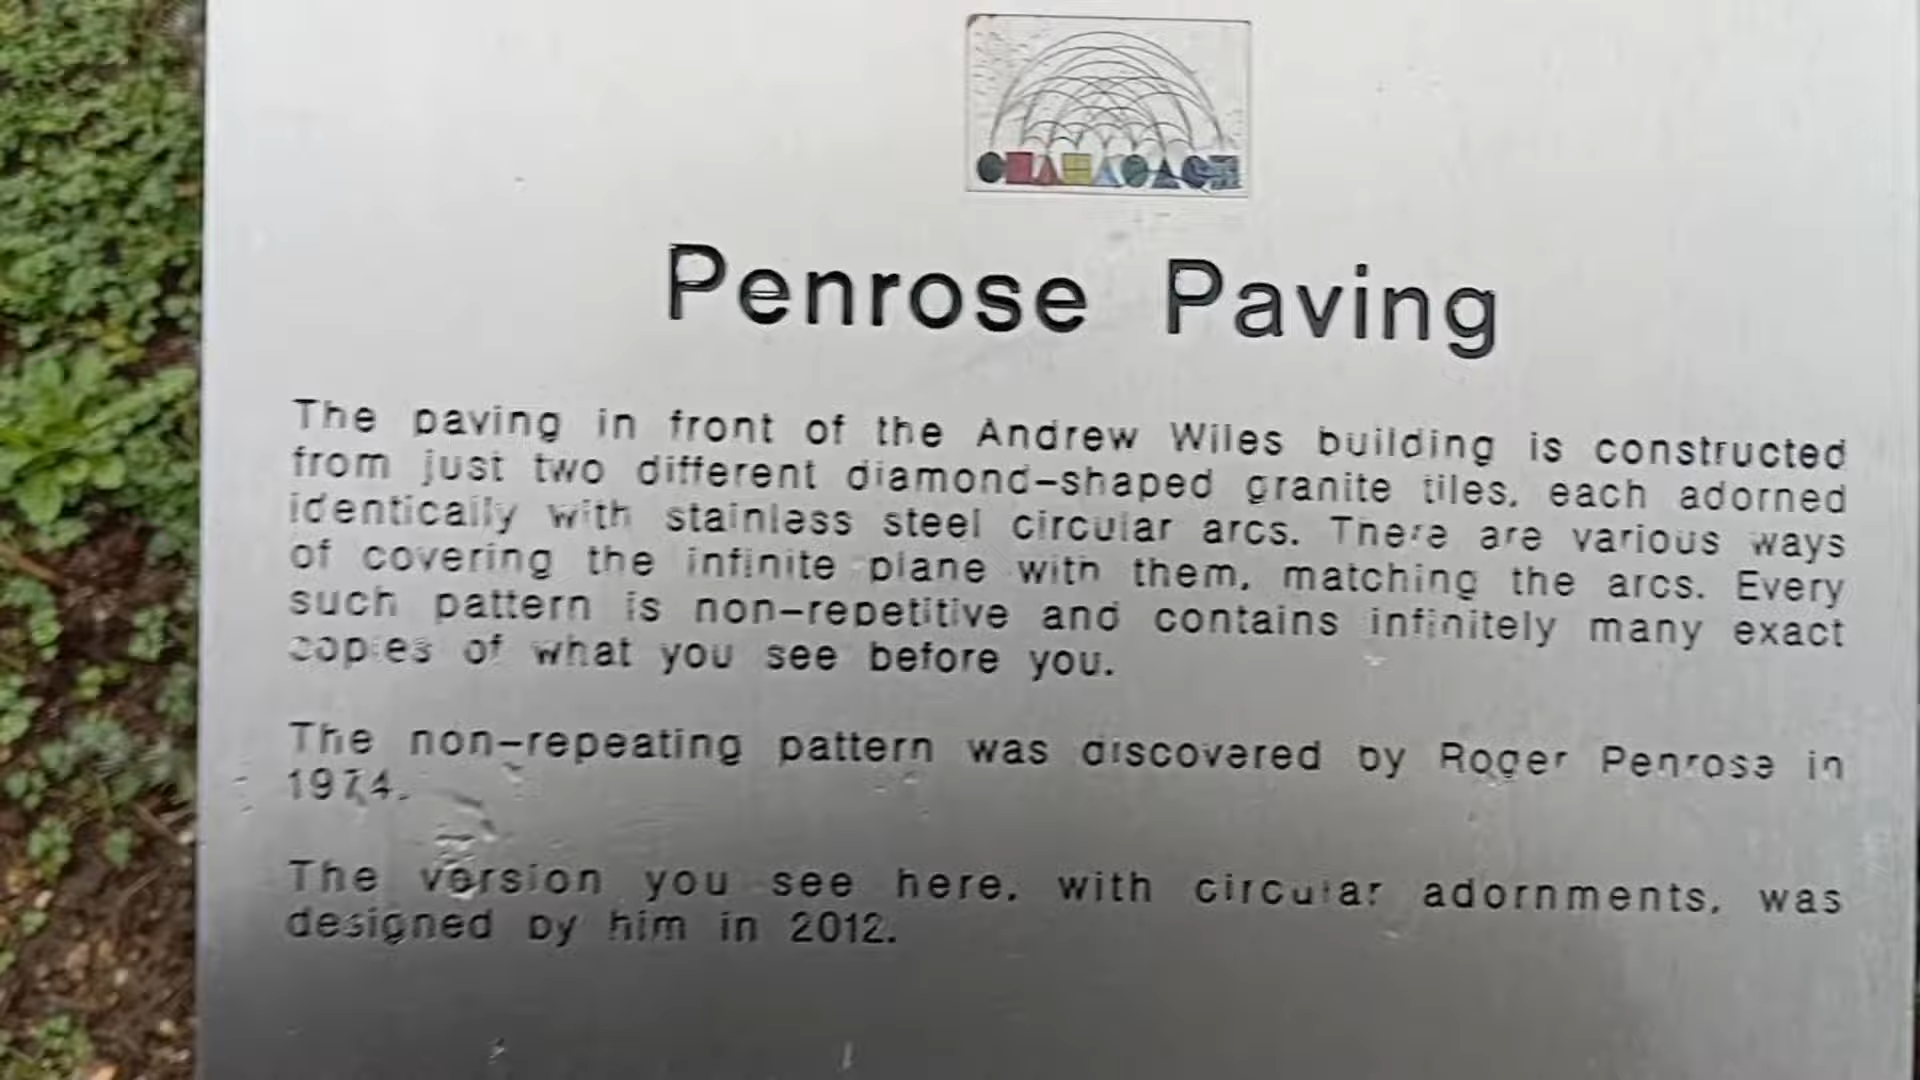 Penrose Paving
The paving in front of the Andrew Wiles building is constructed
from just two different diamond-shaped granite tiles, each adorned
identically with stainless steel circular arcs. There are various ways
of covering the infinite plane with them, matching the arcs. Every
such pattern is non-repetitive and contains infinitely many exact
copies of what you see before you.
The non-repeating pattern was discovered by Roger Penrose in
1974.
The version you see here, with circular adornments, was
designed by him in 2012.